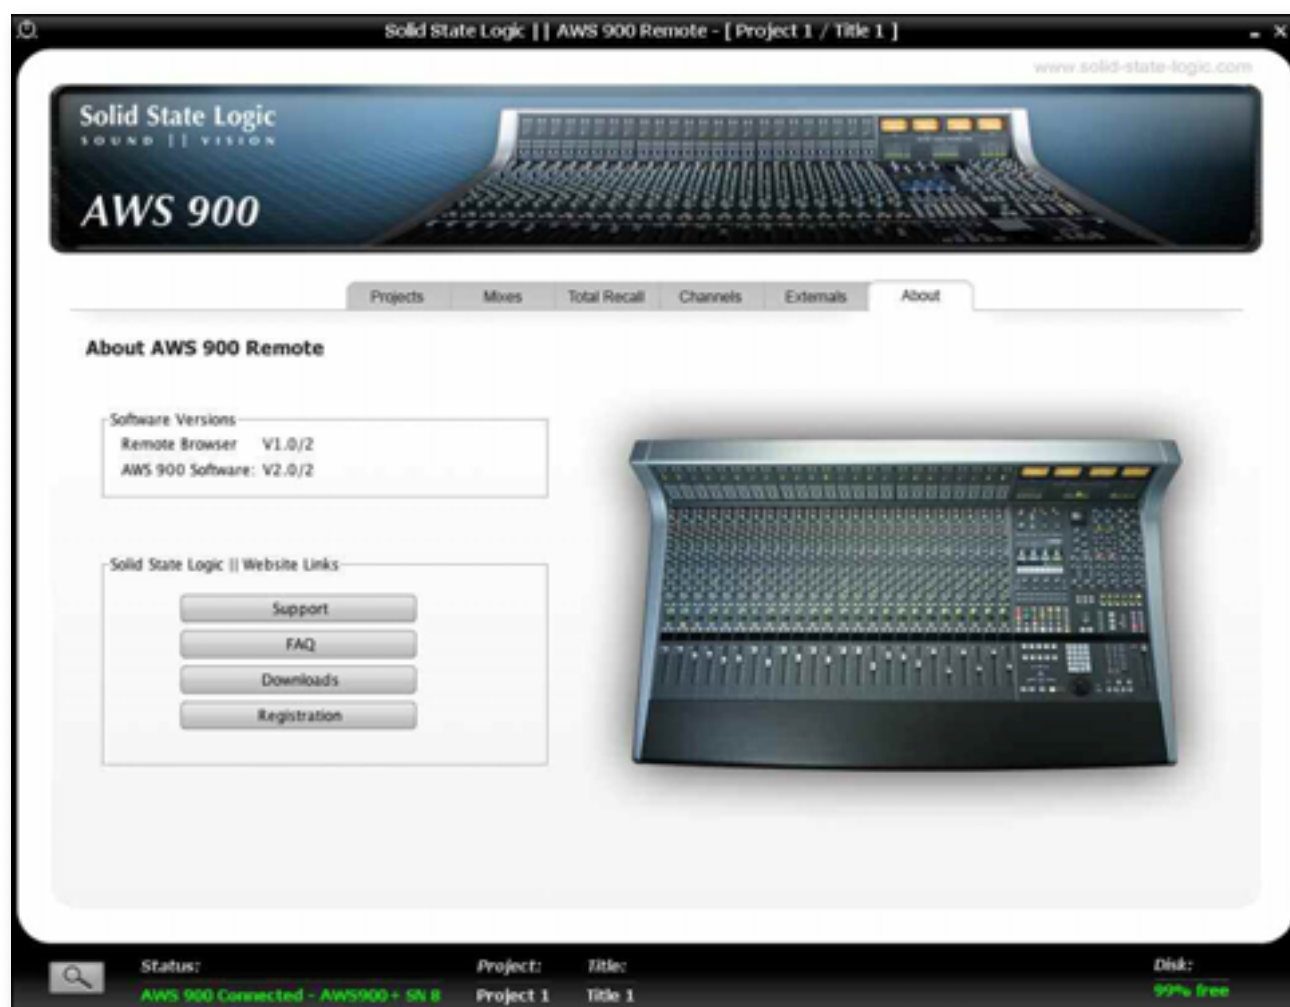 Solid State Logic || AWS 900 Remote - [ Project 1 / Title 1 ]
www.solid-state-logic.com
Solid State Logic
SOUND || VISION
AWS 900
Projects Mixes Total Recall Channels Externals About
About AWS 900 Remote
Software Versions
Remote Browser V1.0/2
AWS 900 Software: V2.0/2
Solid State Logic || Website Links
Support
FAQ
Downloads
Registration
Status: Project: Title: Disk:
AWS 900 Connected - AWS900+ SN 8 Project 1 Title 1 99% free